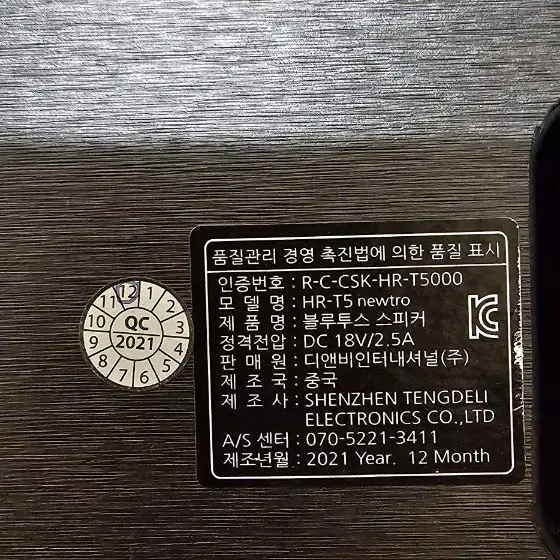 품질관리 경영 촉진법에 의한 품질 표시
인증번호 : R-C-CSK-HR-T5000
모 델 명 : HR-T5 newtro
제 품 명 : 블루투스 스피커
정격전압 : DC 18V/2.5A
판 매 원 : 디앤비인터내셔널(주)
제 조 국 : 중국
제 조 사 : SHENZHEN TENGDELI
ELECTRONICS CO.,LTD
A/S 센터 : 070-5221-3411
제조년월 : 2021 Year. 12 Month
12 1 2 3 4 5 6 7 8 9 10 11
QC
2021